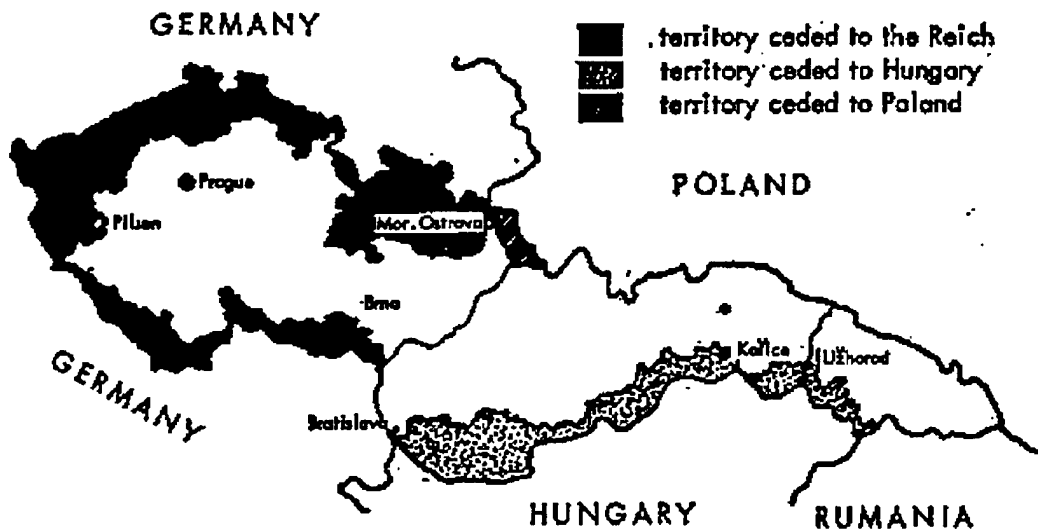 GERMANY
. territory ceded to the Reich
territory ceded to Hungary
territory ceded to Poland
POLAND
Prague
Pilsen
Mor. Ostrava
Brno
GERMANY
Košice
Užhorod
Bratislava
HUNGARY
RUMANIA